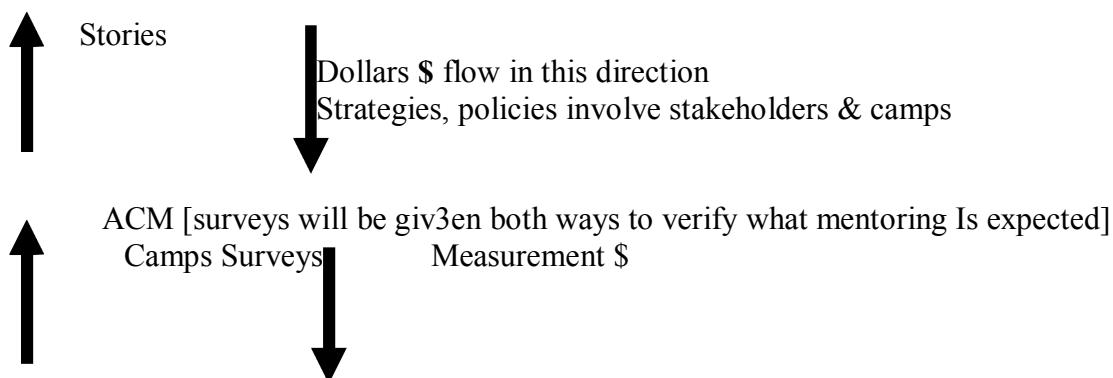 Stories
Dollars $ flow in this direction
Strategies, policies involve stakeholders & camps
ACM [surveys will be giv3en both ways to verify what mentoring Is expected]
Camps Surveys Measurement $